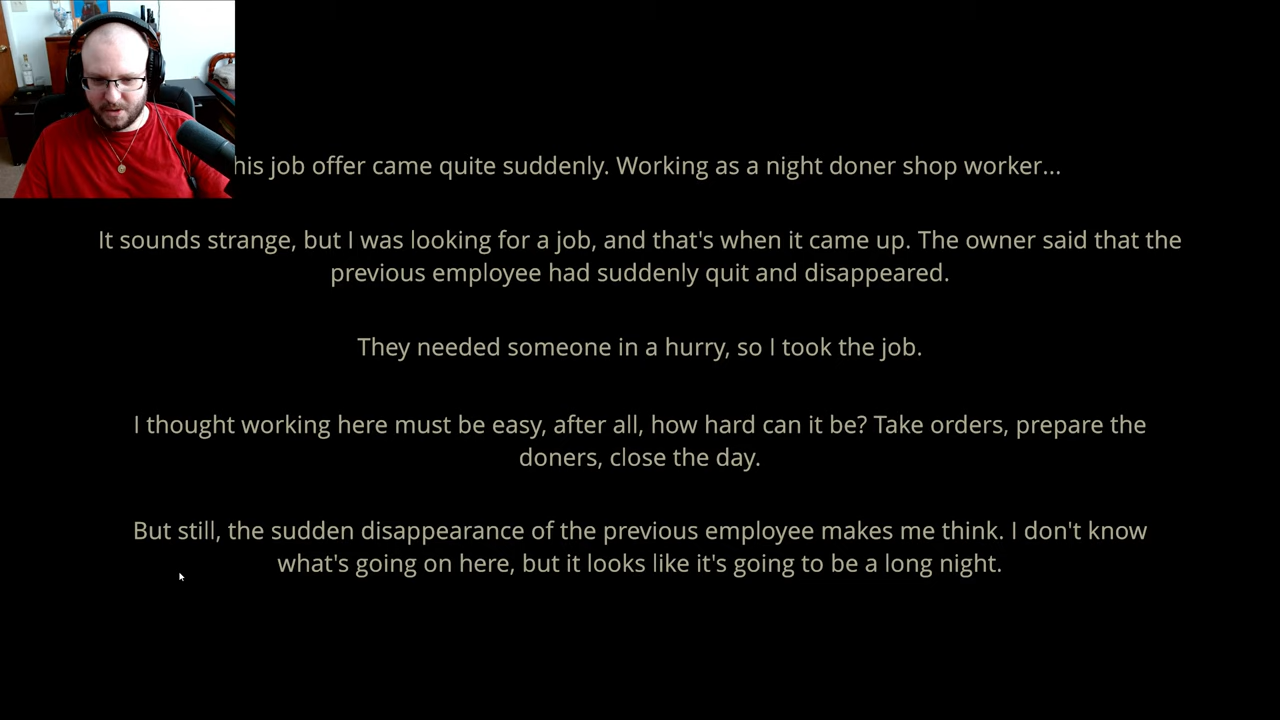 his job offer came quite suddenly. Working as a night doner shop worker...
It sounds strange, but I was looking for a job, and that's when it came up. The owner said that the
previous employee had suddenly quit and disappeared.
They needed someone in a hurry, so I took the job.
I thought working here must be easy, after all, how hard can it be? Take orders, prepare the
doners, close the day.
But still, the sudden disappearance of the previous employee makes me think. I don't know
what's going on here, but it looks like it's going to be a long night.